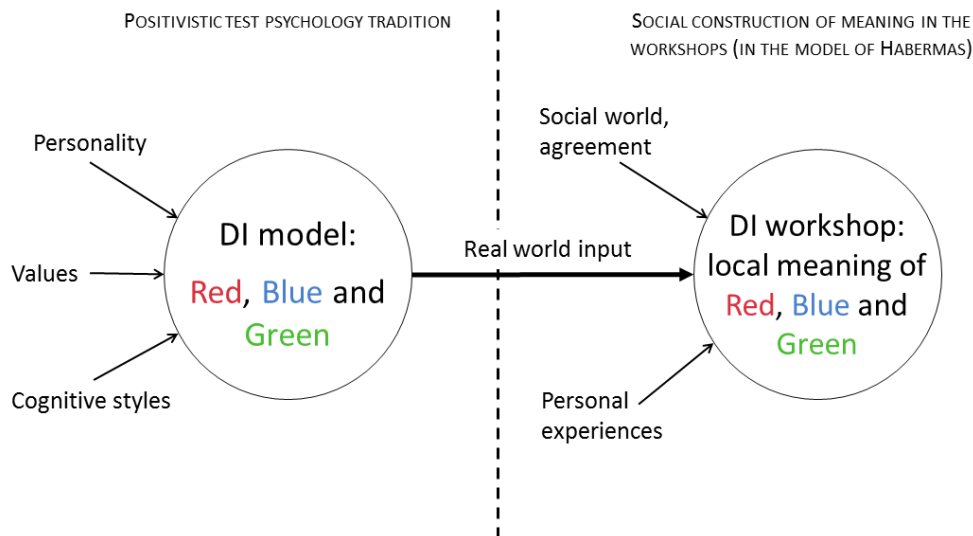 POSITIVISTIC TEST PSYCHOLOGY TRADITION
SOCIAL CONSTRUCTION OF MEANING IN THE
WORKSHOPS (IN THE MODEL OF HABERMAS)
Personality
Values
Cognitive styles
DI model:
Red, Blue and
Green
Real world input
Social world,
agreement
Personal
experiences
DI workshop:
local meaning of
Red, Blue and
Green